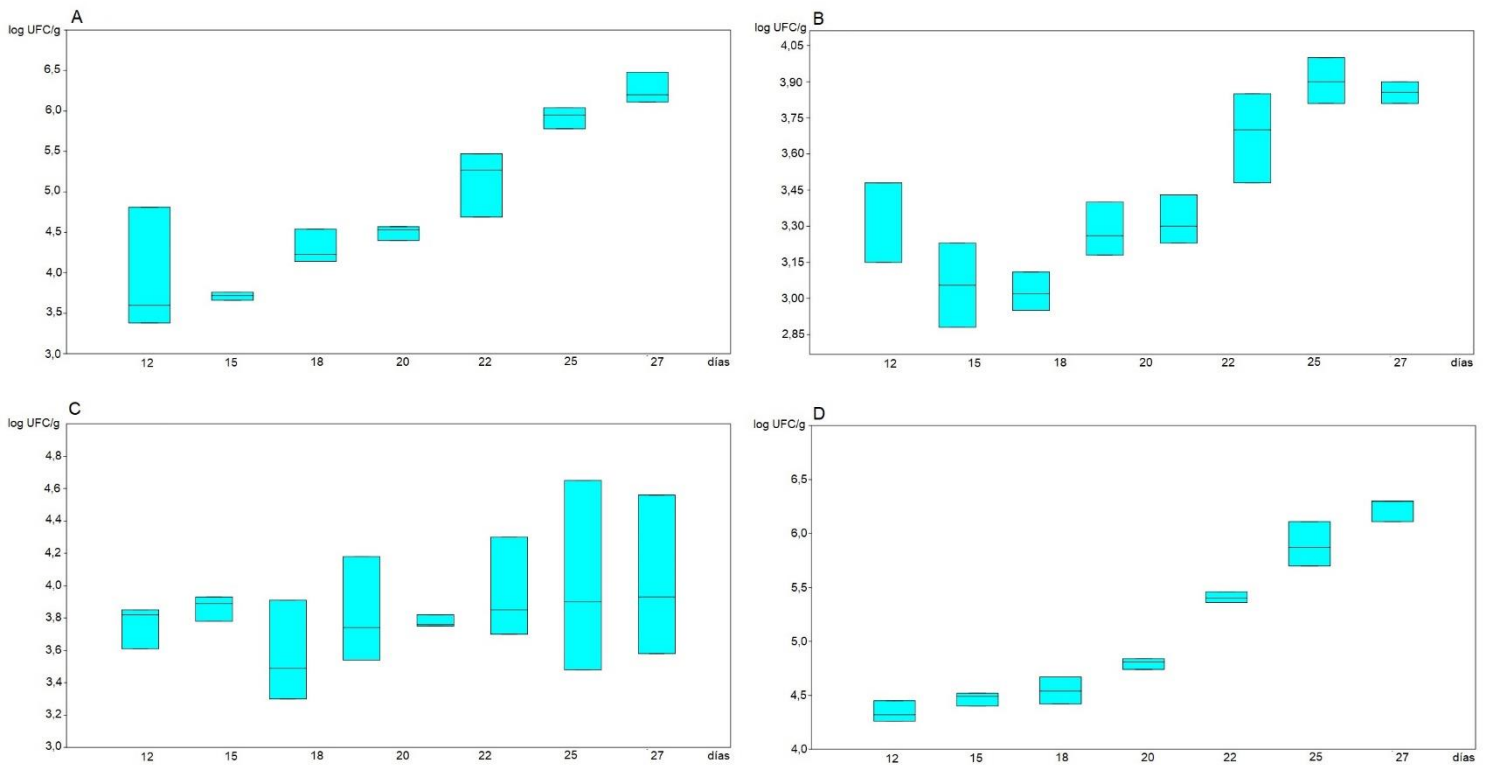 A
log UFC/g
6,5
6,0
5,5
5,0
4,5
4,0
3,5
3,0
12 15 18 20 22 25 27 días
B
log UFC/g
4,05
3,90
3,75
3,60
3,45
3,30
3,15
3,00
2,85
12 15 18 20 22 25 27 días
C
log UFC/g
4,8
4,6
4,4
4,2
4,0
3,8
3,6
3,4
3,2
3,0
12 15 18 20 22 25 27 días
D
log UFC/g
6,5
6,0
5,5
5,0
4,5
4,0
12 15 18 20 22 25 27 días